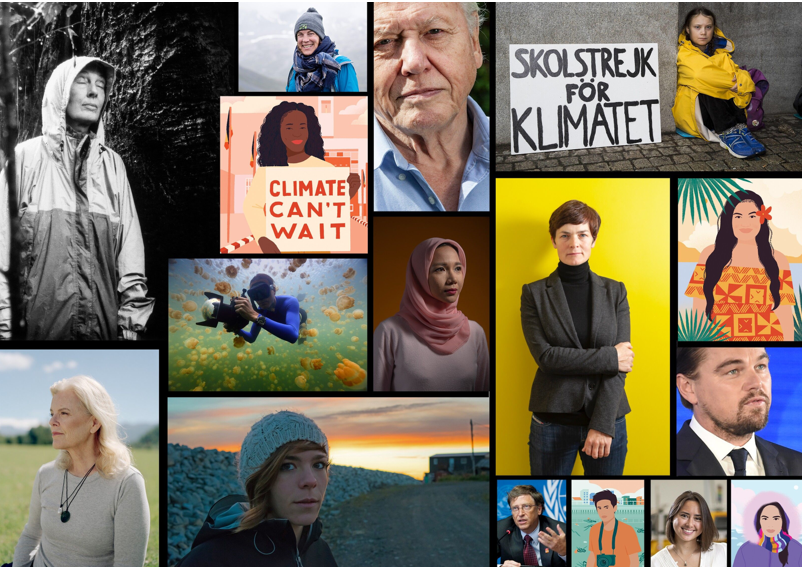 SKOLSTREJK
FÖR
KLIMATET
CLIMATE
CAN'T
WAIT